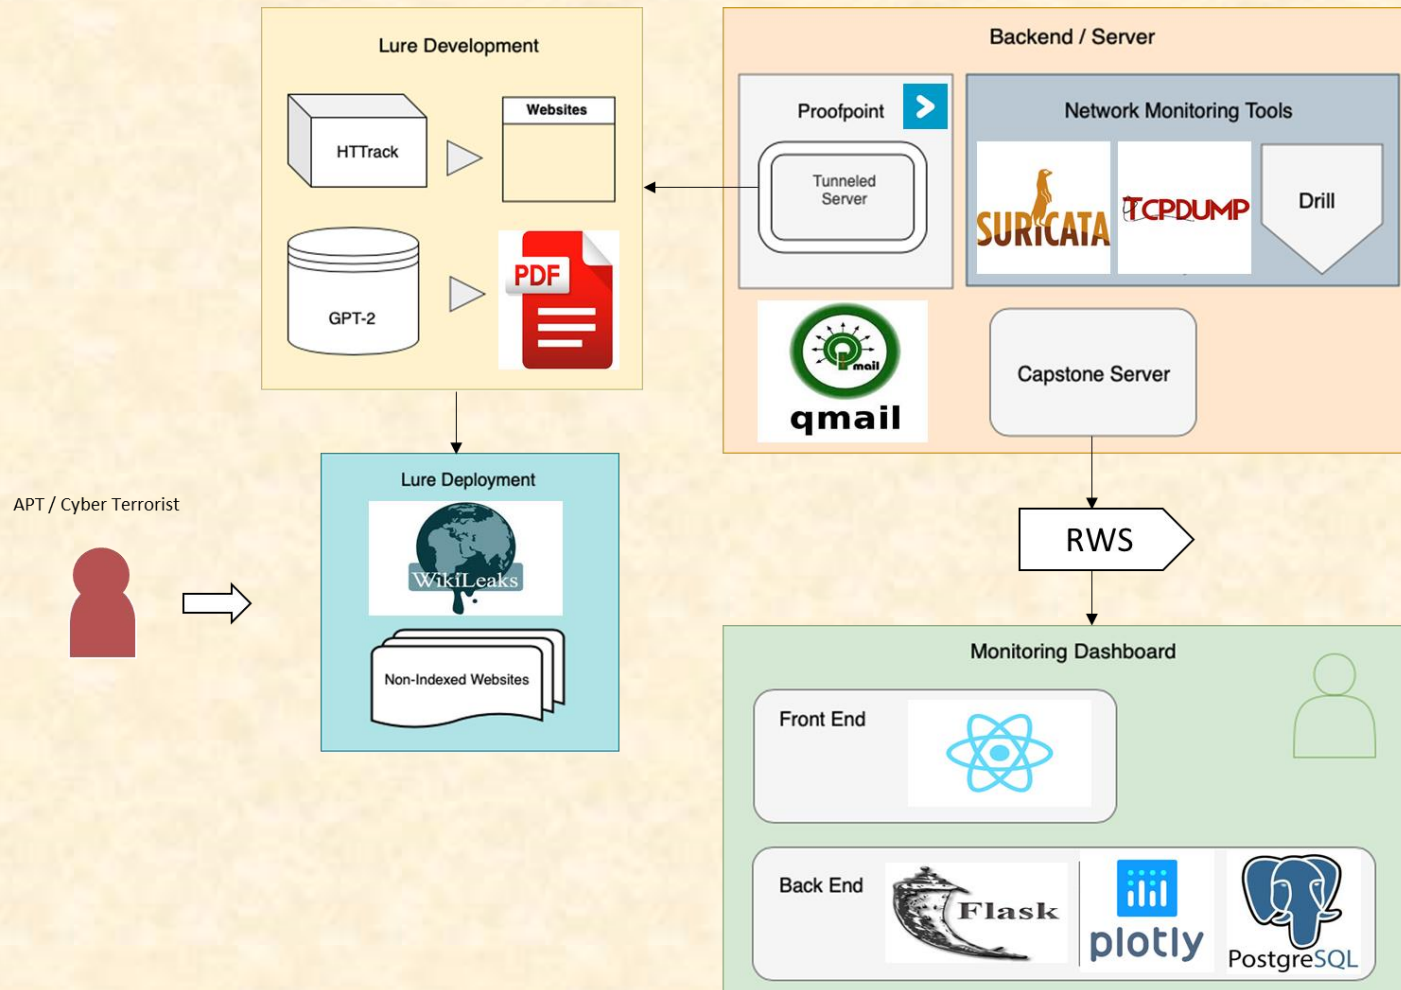 Lure Development
HTTrack
Websites
GPT-2
PDF
Backend / Server
Proofpoint
Tunneled
Server
Network Monitoring Tools
SURICATA
TCPDUMP
Drill
Qmail
qmail
Capstone Server
APT / Cyber Terrorist
Lure Deployment
WikiLeaks
Non-Indexed Websites
RWS
Monitoring Dashboard
Front End
Back End
Flask
plotly
PostgreSQL